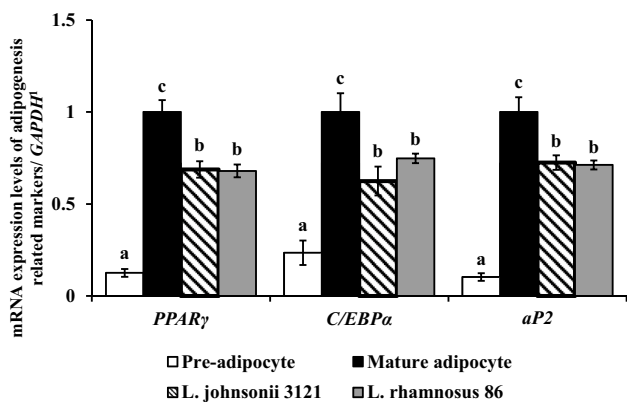 mRNA expression levels of adipogenesis
related markers/ GAPDH¹
1.5
1
0.5
0
a c b b
a c b b
a c b b
PPARγ C/EBPα aP2
Pre-adipocyte Mature adipocyte
L. johnsonii 3121 L. rhamnosus 86